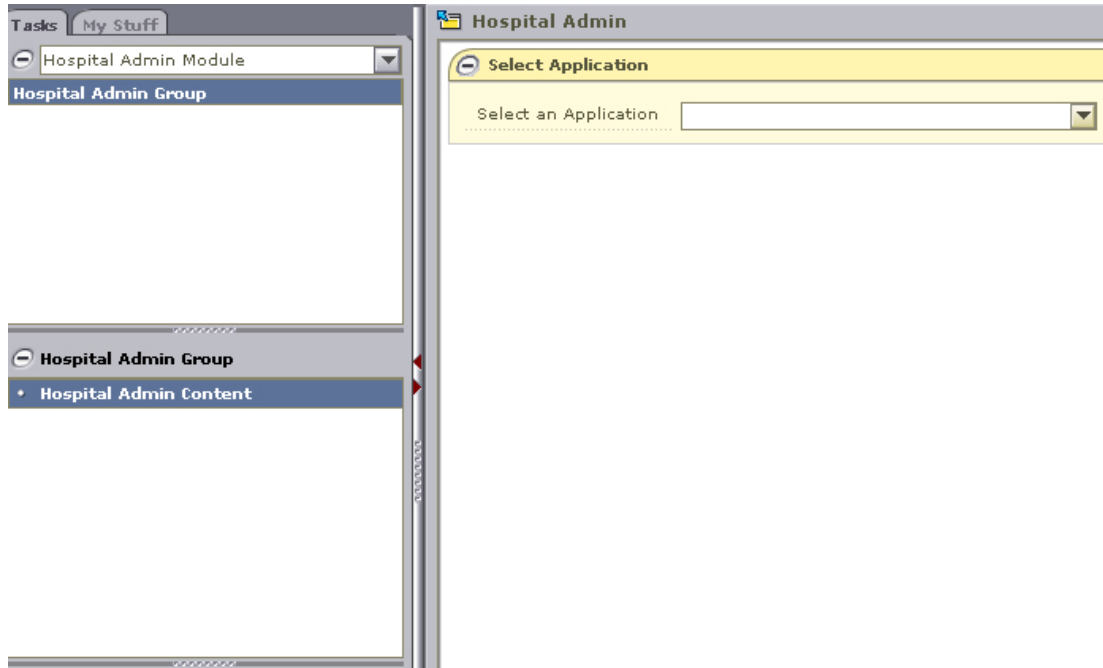 Tasks My Stuff
Hospital Admin Module
Hospital Admin Group
Hospital Admin Group
Hospital Admin Content
Hospital Admin
Select Application
Select an Application